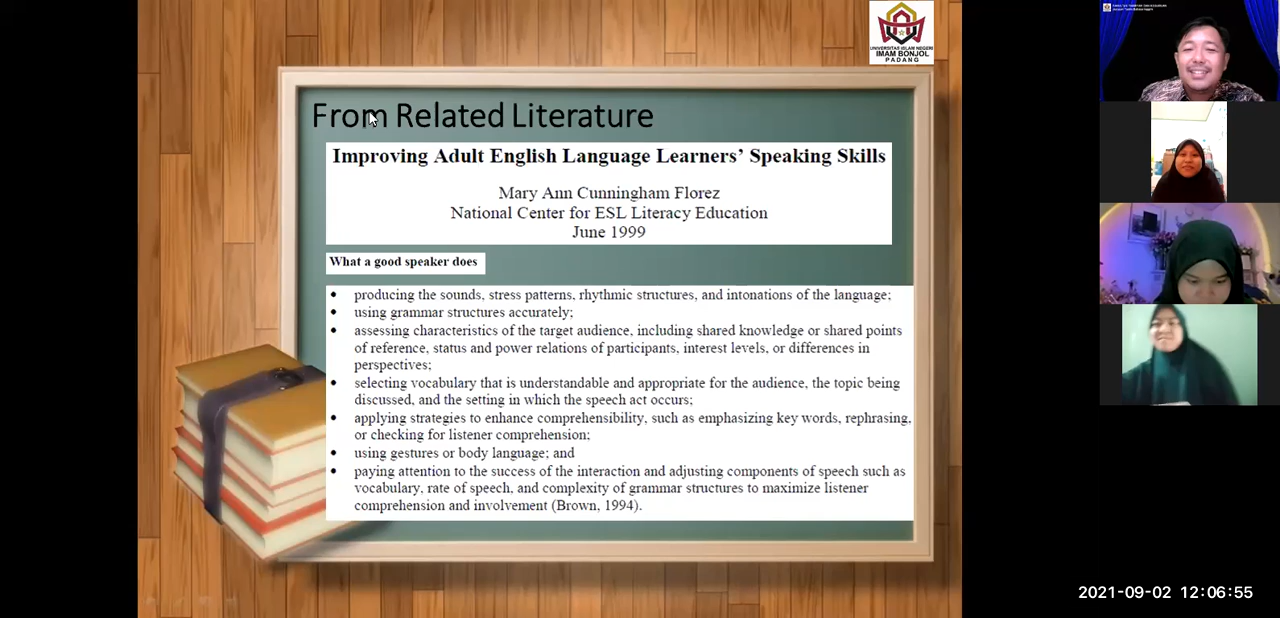 UNIVERSITAS ISLAM NEGERI
IMAM BONJOL
PADANG
From Related Literature
Improving Adult English Language Learners' Speaking Skills
Mary Ann Cunningham Florez
National Center for ESL Literacy Education
June 1999
What a good speaker does
• producing the sounds, stress patterns, rhythmic structures, and intonations of the language;
• using grammar structures accurately;
• assessing characteristics of the target audience, including shared knowledge or shared points
of reference, status and power relations of participants, interest levels, or differences in
perspectives;
• selecting vocabulary that is understandable and appropriate for the audience, the topic being
discussed, and the setting in which the speech act occurs;
• applying strategies to enhance comprehensibility, such as emphasizing key words, rephrasing,
or checking for listener comprehension;
• using gestures or body language; and
• paying attention to the success of the interaction and adjusting components of speech such as
vocabulary, rate of speech, and complexity of grammar structures to maximize listener
comprehension and involvement (Brown, 1994).
2021-09-02 12:06:55